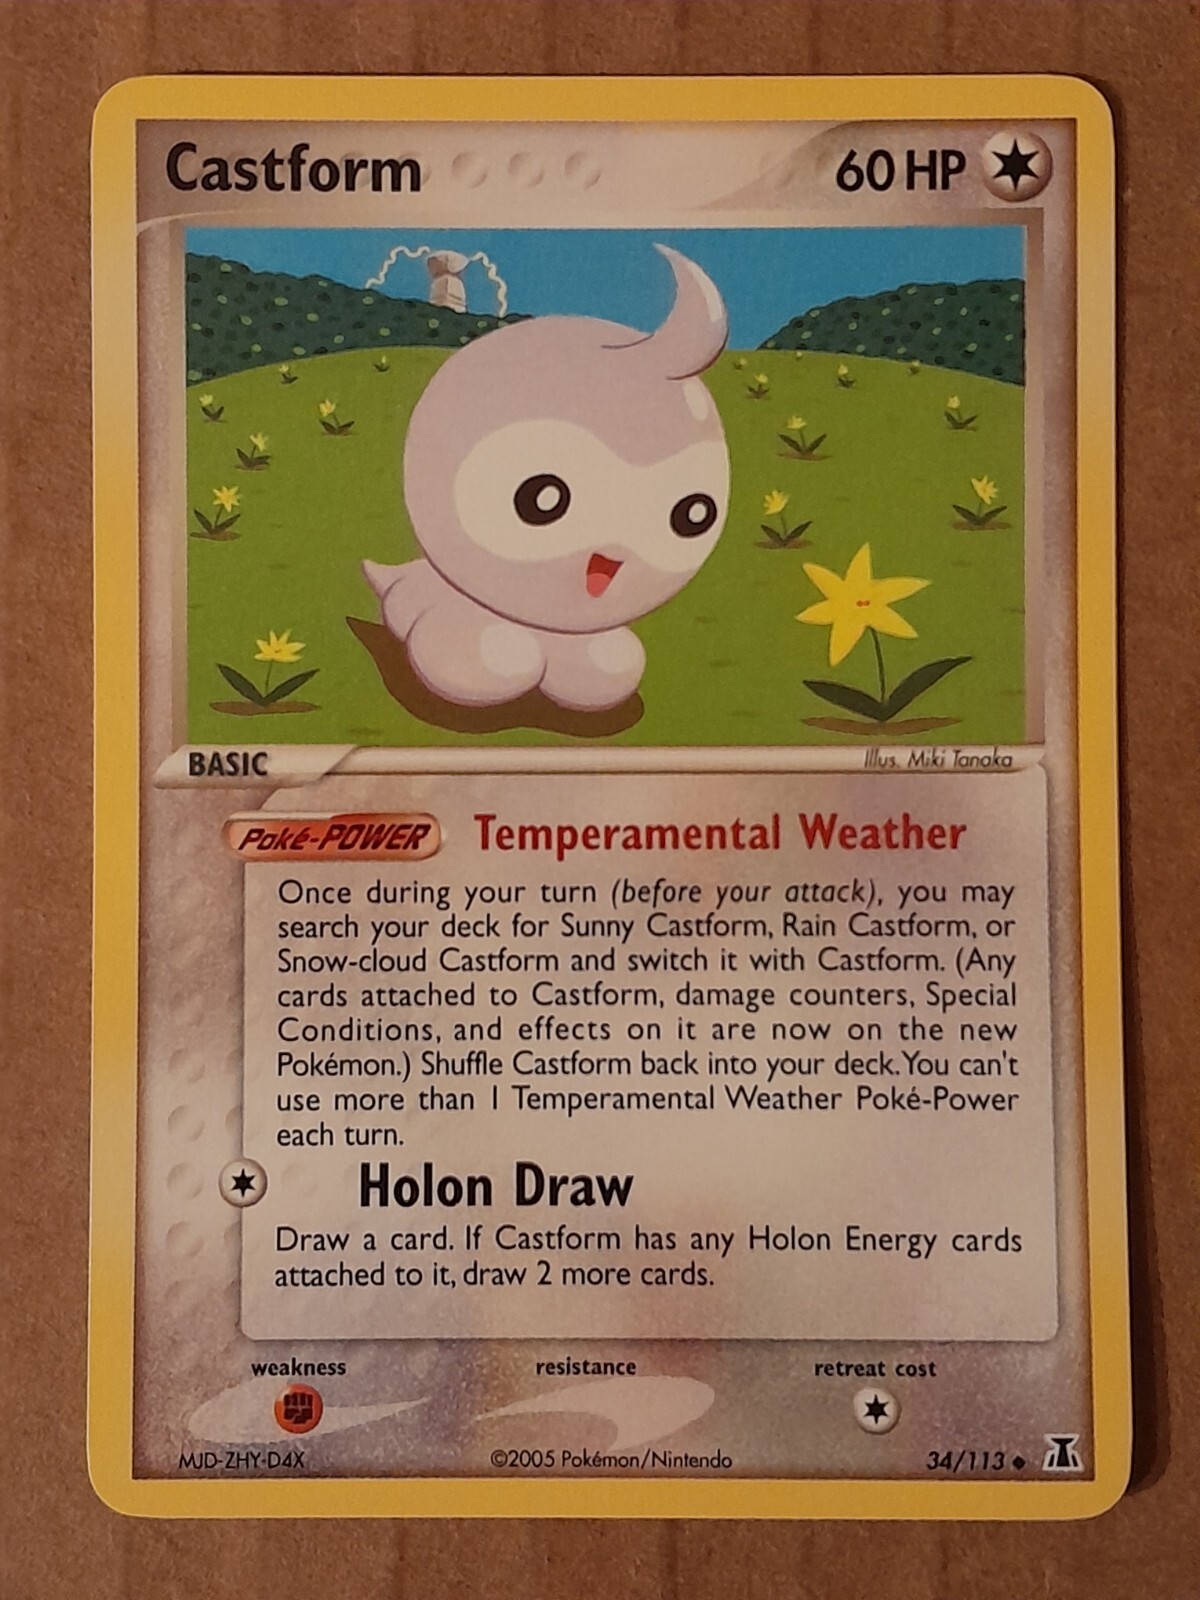 Castform 60 HP
BASIC Illus. Miki Tanaka
Poké-POWER Temperamental Weather
Once during your turn (before your attack), you may
search your deck for Sunny Castform, Rain Castform, or
Snow-cloud Castform and switch it with Castform. (Any
cards attached to Castform, damage counters, Special
Conditions, and effects on it are now on the new
Pokémon.) Shuffle Castform back into your deck. You can't
use more than 1 Temperamental Weather Poké-Power
each turn.
Holon Draw
Draw a card. If Castform has any Holon Energy cards
attached to it, draw 2 more cards.
weakness resistance retreat cost
MJD-ZHY-D4X ©2005 Pokémon/Nintendo 34/113